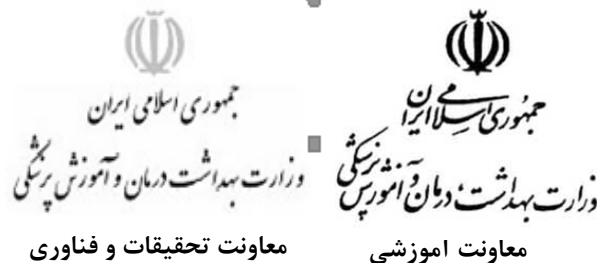 جمهوری اسلامی ایران
وزارت بهداشت، درمان و آموزش پزشکی
معاونت اموزشی
جمهوری اسلامی ایران
وزارت بهداشت درمان و آموزش پزشکی
معاونت تحقیقات و فناوری